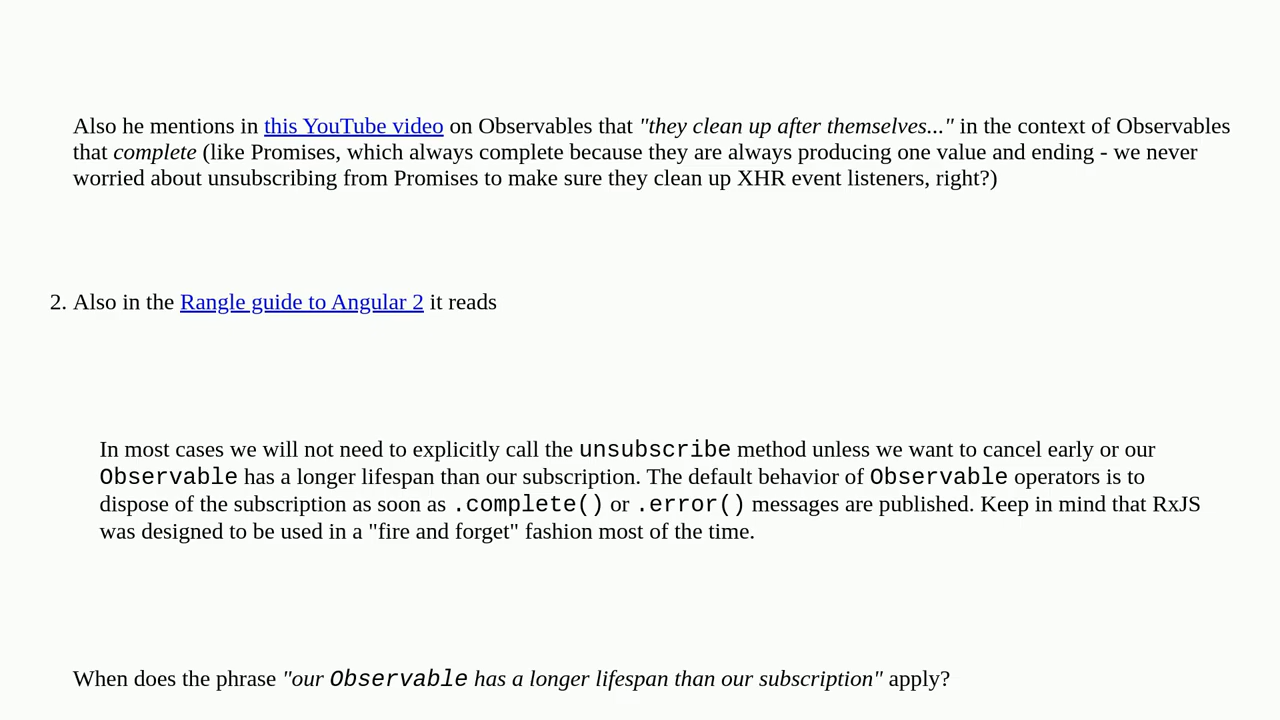 Also he mentions in this YouTube video on Observables that "they clean up after themselves..." in the context of Observables
that complete (like Promises, which always complete because they are always producing one value and ending - we never
worried about unsubscribing from Promises to make sure they clean up XHR event listeners, right?)
2. Also in the Rangle guide to Angular 2 it reads
In most cases we will not need to explicitly call the unsubscribe method unless we want to cancel early or our
Observable has a longer lifespan than our subscription. The default behavior of Observable operators is to
dispose of the subscription as soon as .complete() or .error() messages are published. Keep in mind that RxJS
was designed to be used in a "fire and forget" fashion most of the time.
When does the phrase "our Observable has a longer lifespan than our subscription" apply?